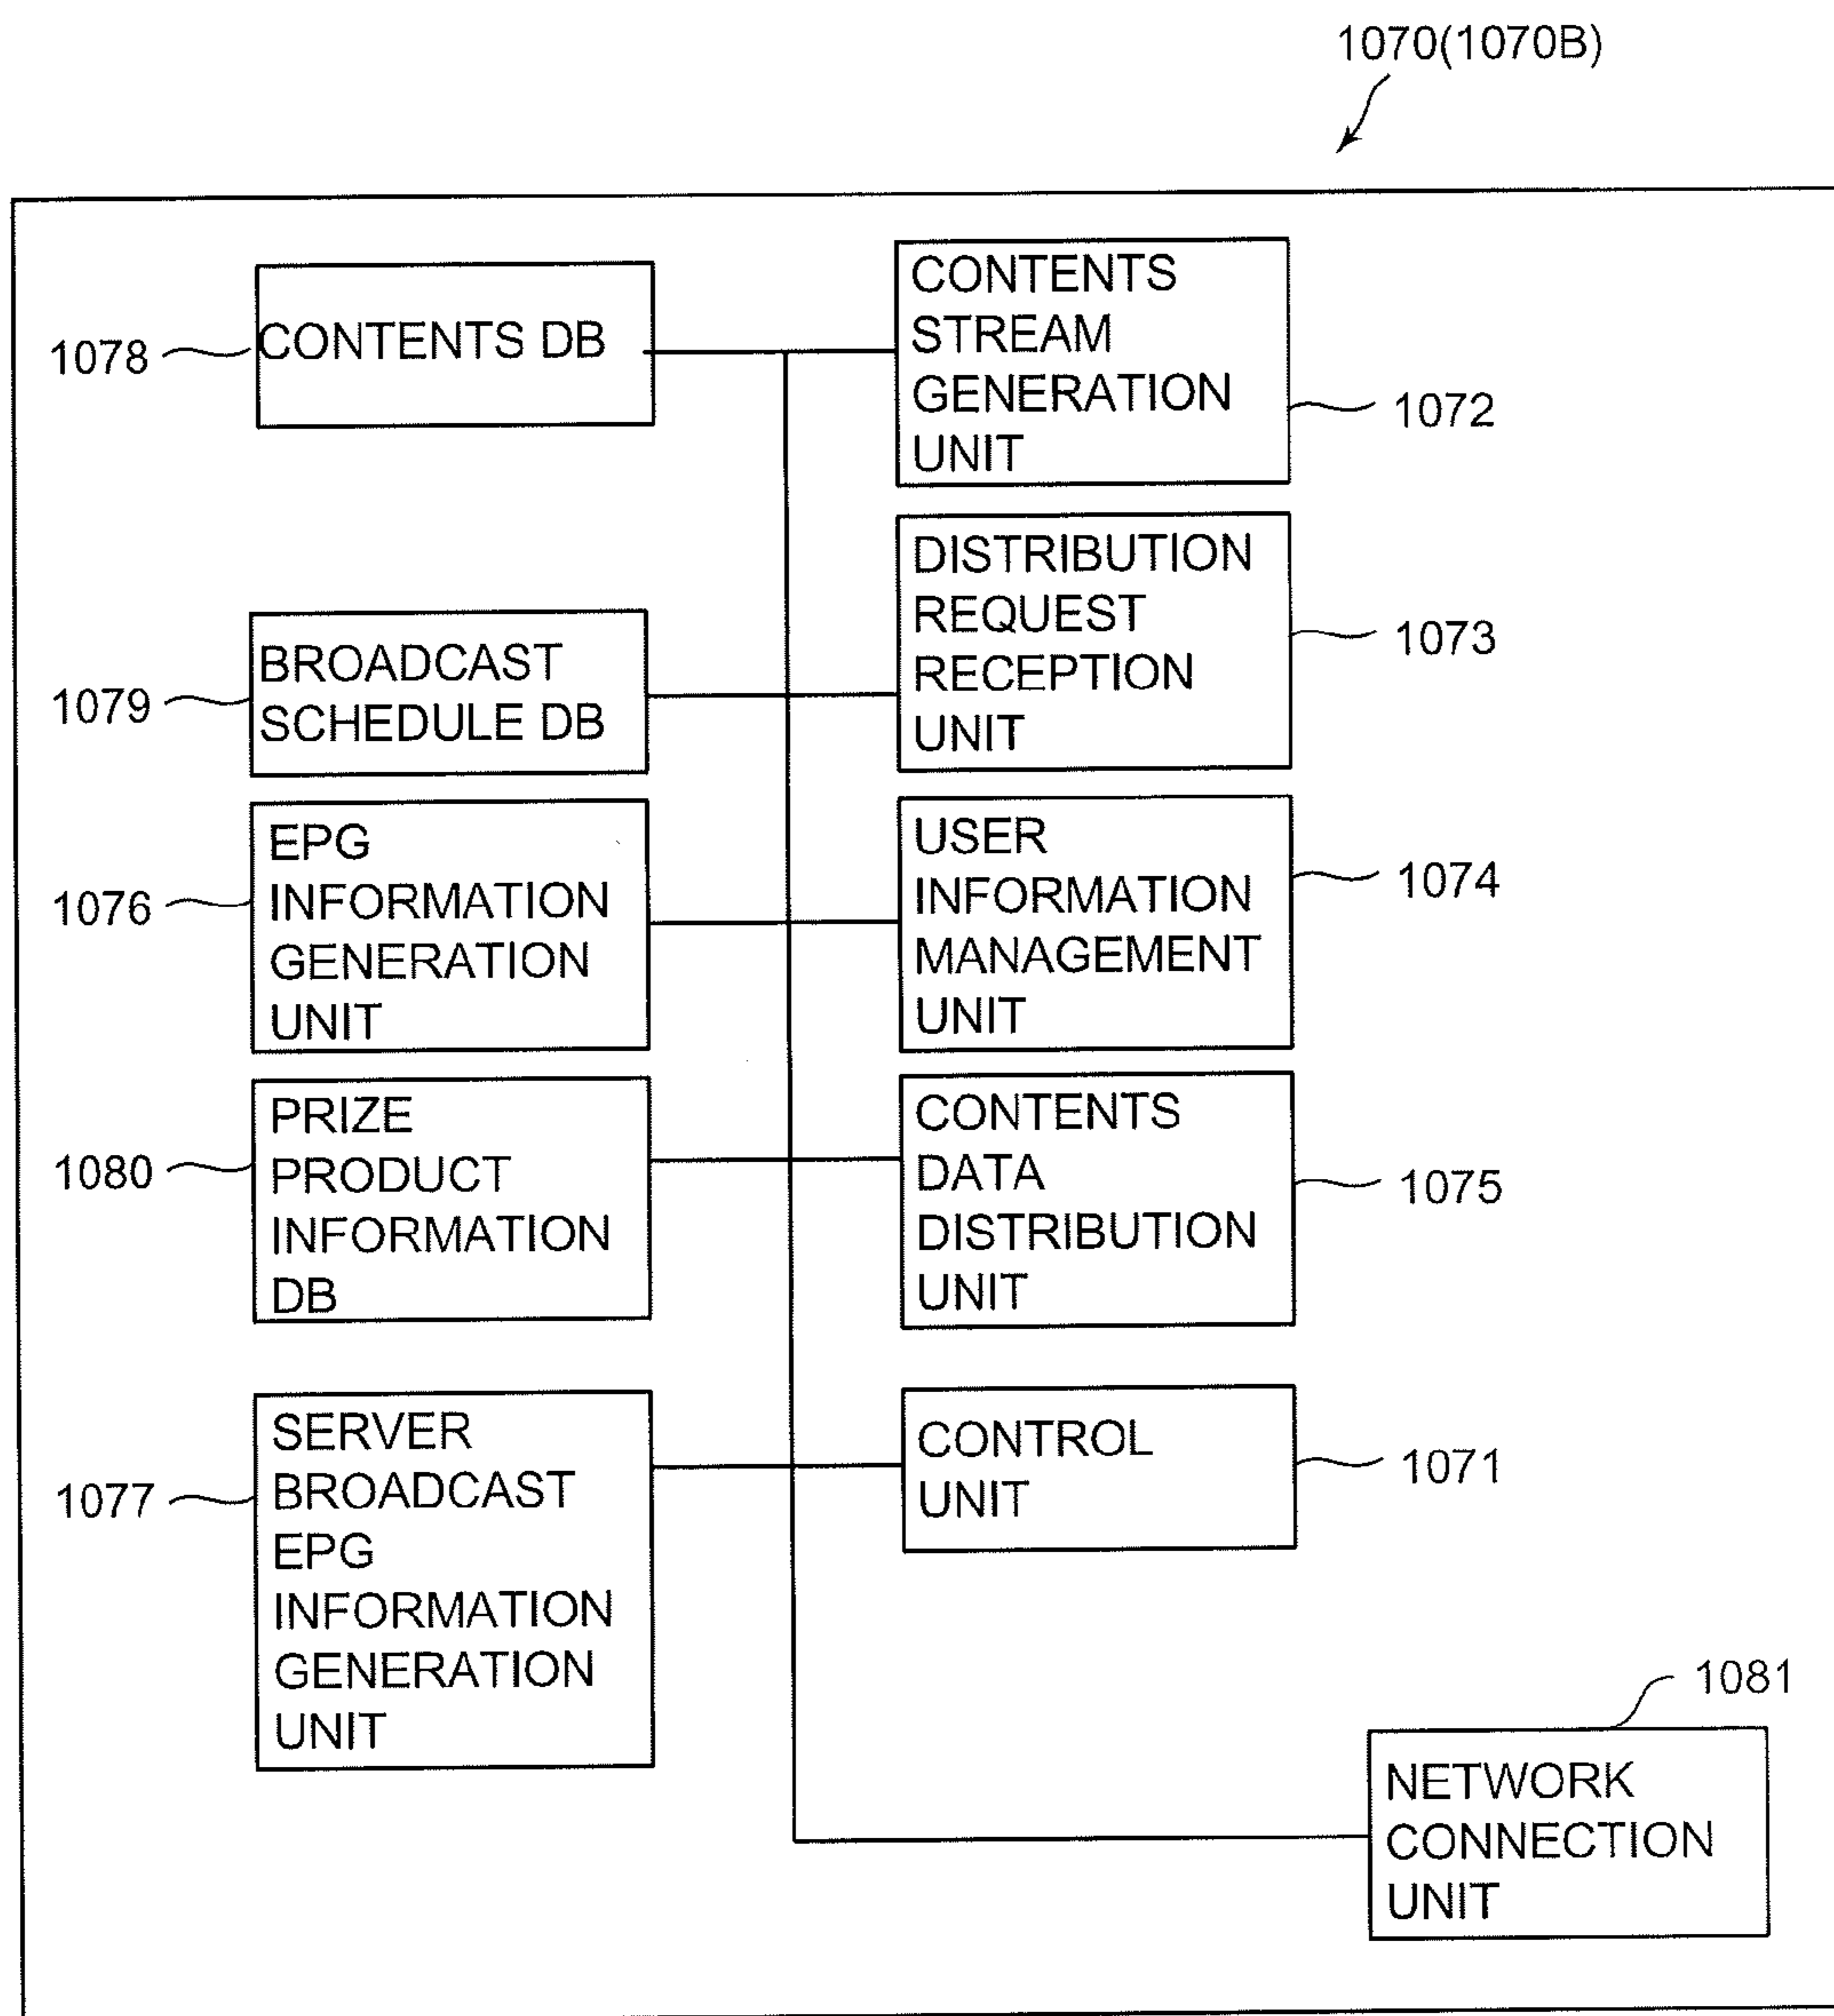 1070(1070B)
1078
CONTENTS DB
CONTENTS
STREAM
GENERATION
UNIT
1072
1079
BROADCAST
SCHEDULE DB
DISTRIBUTION
REQUEST
RECEPTION
UNIT
1073
1076
EPG
INFORMATION
GENERATION
UNIT
USER
INFORMATION
MANAGEMENT
UNIT
1074
1080
PRIZE
PRODUCT
INFORMATION
DB
CONTENTS
DATA
DISTRIBUTION
UNIT
1075
1077
SERVER
BROADCAST
EPG
INFORMATION
GENERATION
UNIT
CONTROL
UNIT
1071
1081
NETWORK
CONNECTION
UNIT